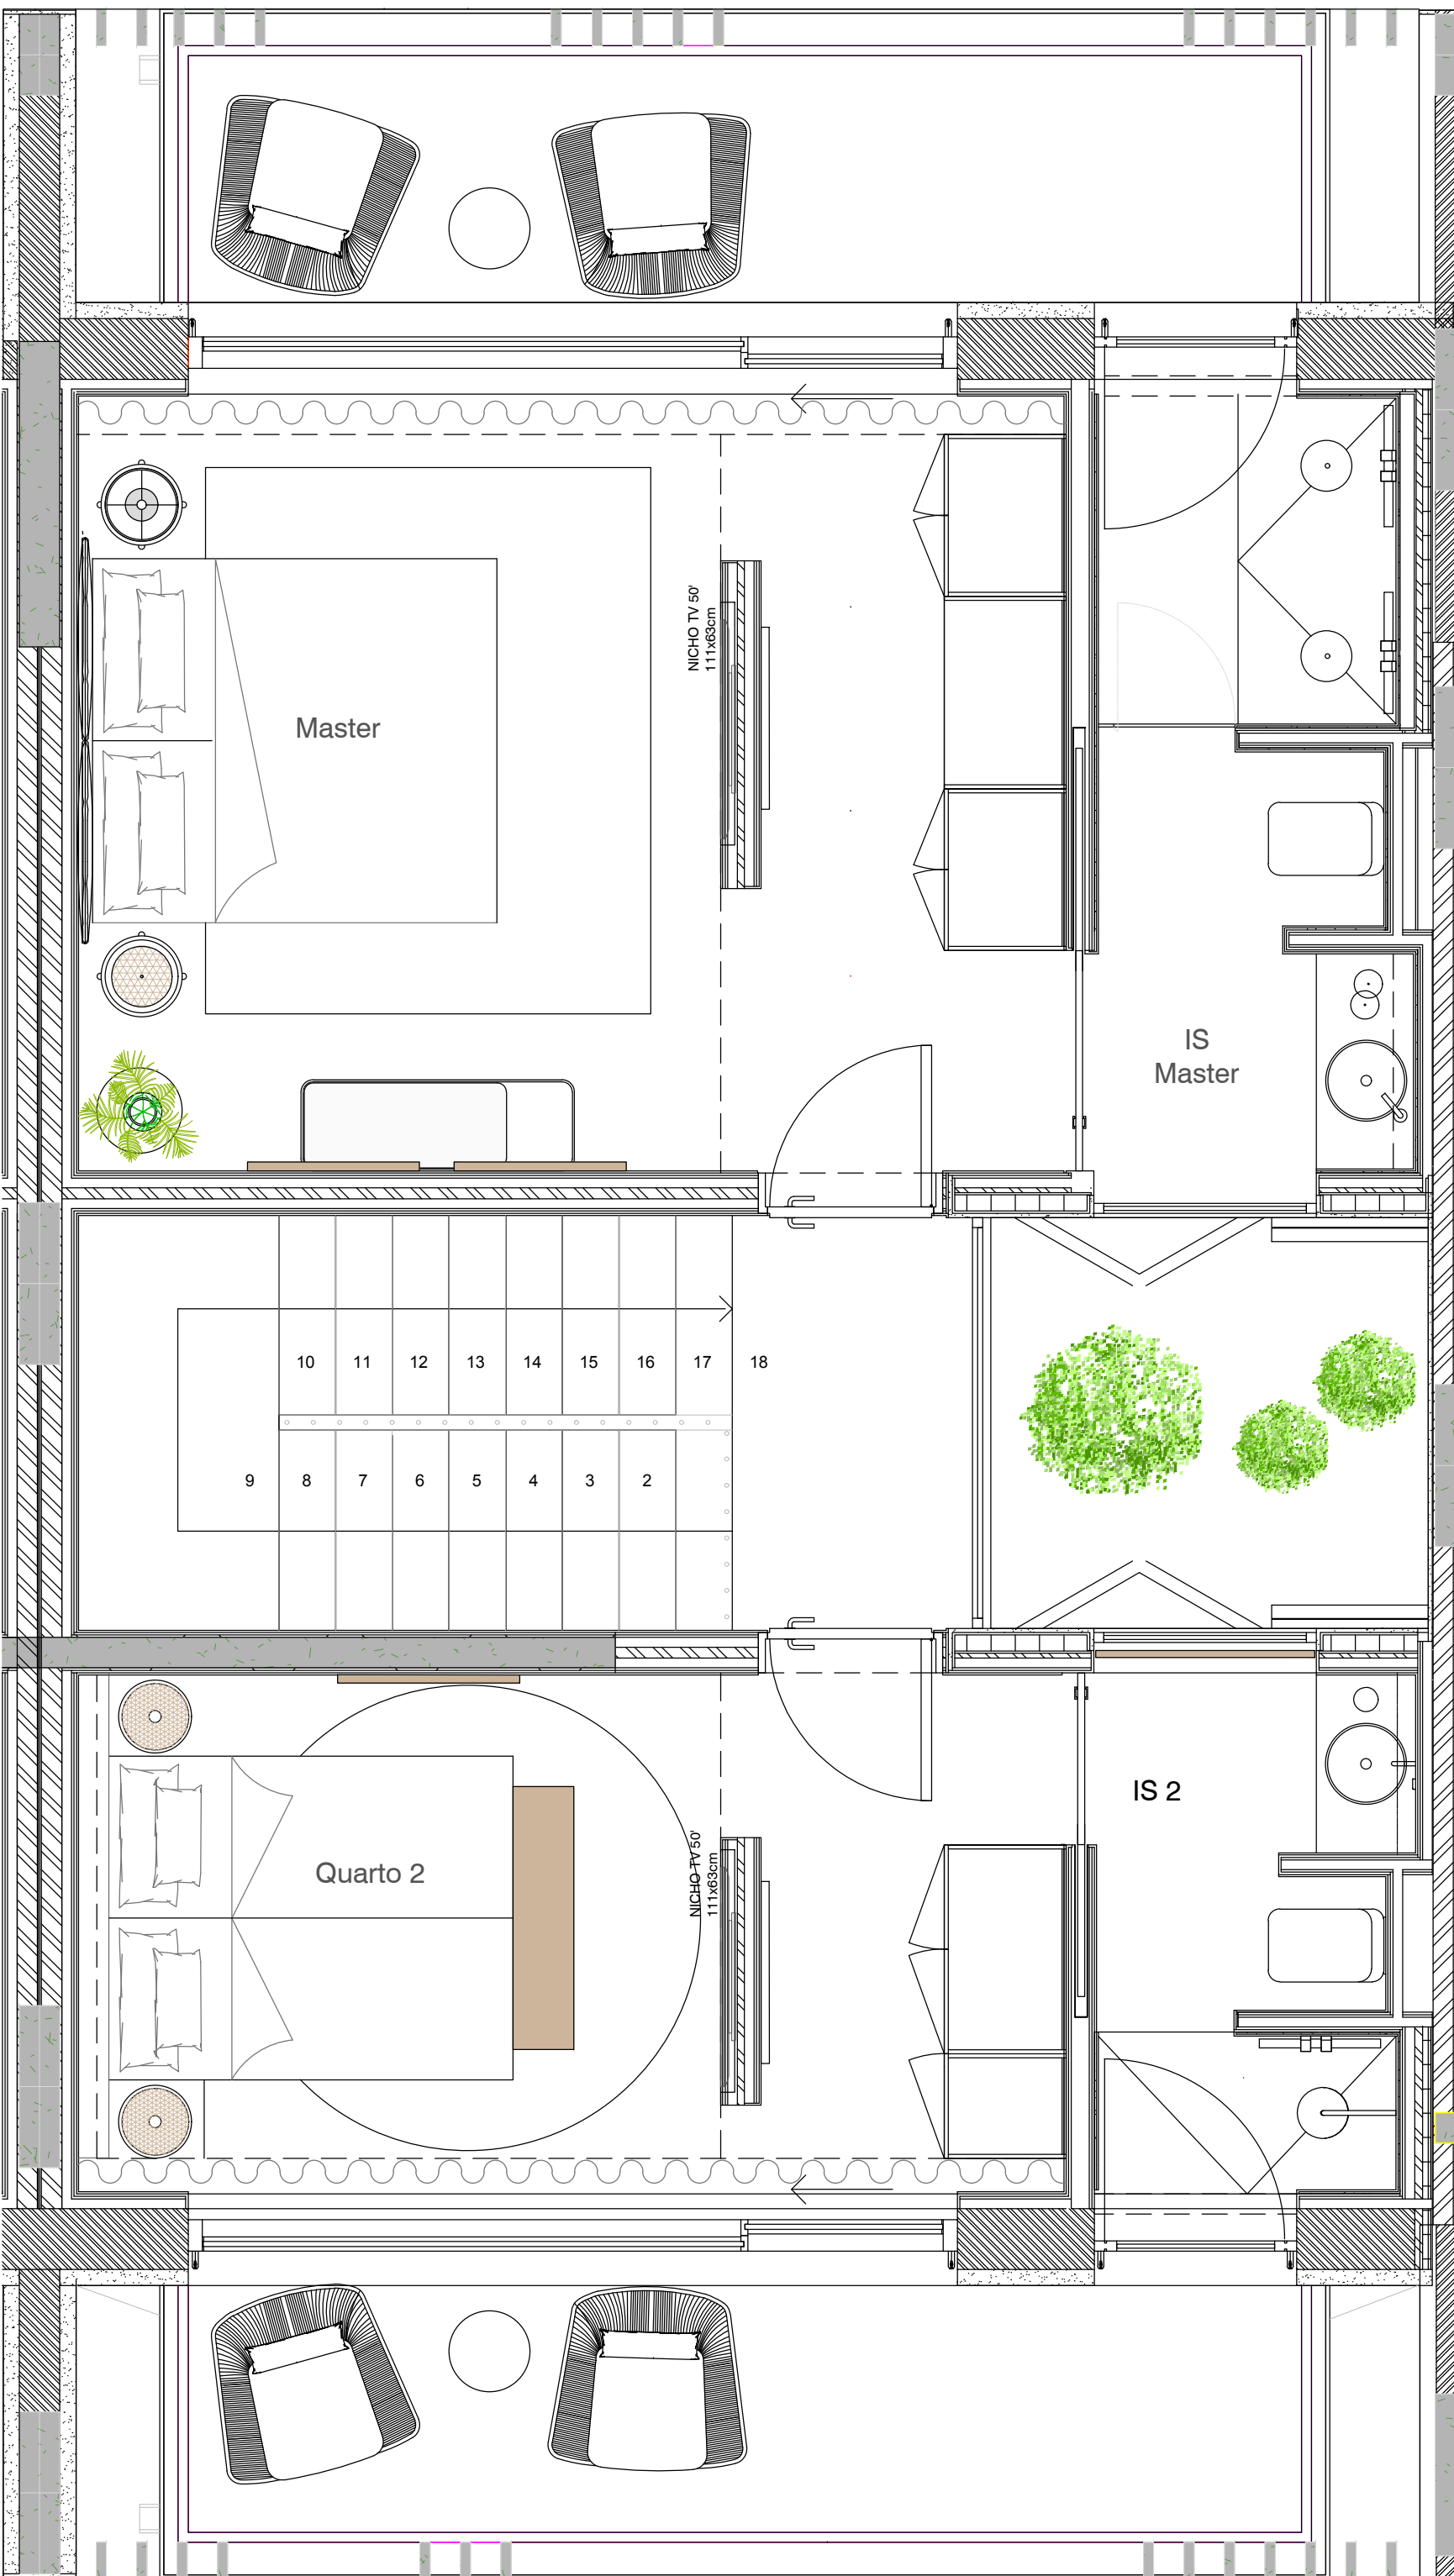 NICHO TV 50'
111x63cm
Master
IS
Master
10 11 12 13 14 15 16 17 18
9 8 7 6 5 4 3 2
IS 2
NICHO TV 50'
111x63cm
Quarto 2